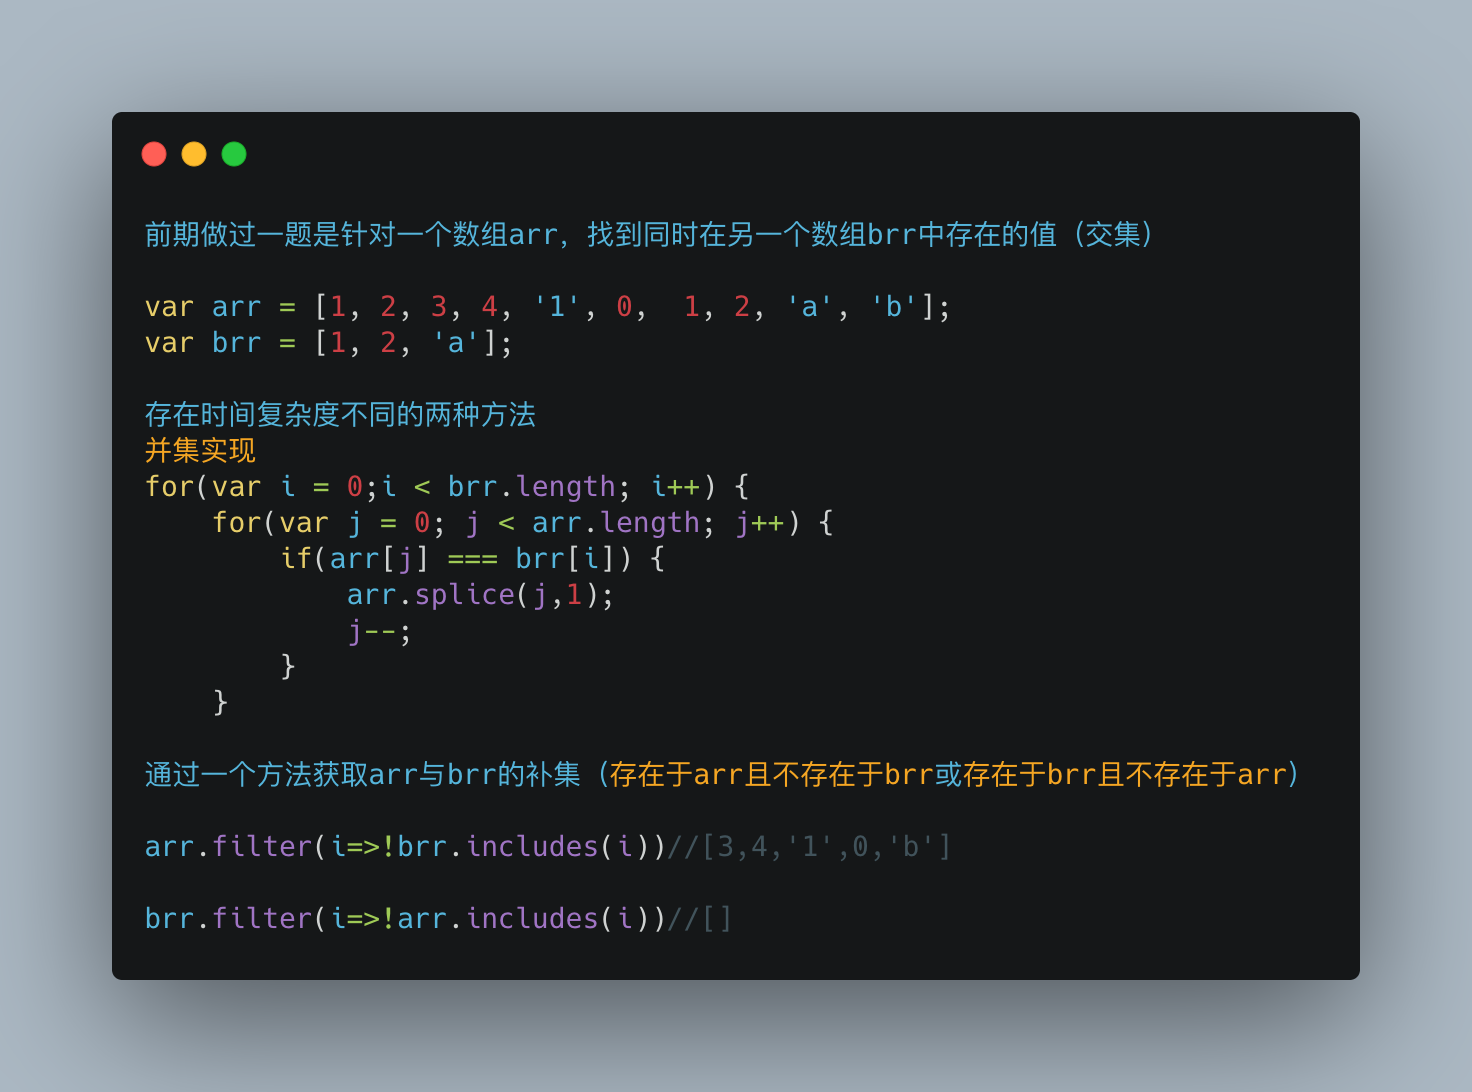 前期做过一题是针对一个数组arr，找到同时在另一个数组brr中存在的值（交集）
var arr = [1, 2, 3, 4, '1', 0,  1, 2, 'a', 'b'];
var brr = [1, 2, 'a'];
存在时间复杂度不同的两种方法
并集实现
for(var i = 0;i < brr.length; i++) {
    for(var j = 0; j < arr.length; j++) {
        if(arr[j] === brr[i]) {
            arr.splice(j,1);
            j--;
        }
    }
通过一个方法获取arr与brr的补集（存在于arr且不存在于brr或存在于brr且不存在于arr）
arr.filter(i=>!brr.includes(i))//[3,4,'1',0,'b']
brr.filter(i=>!arr.includes(i))//[]